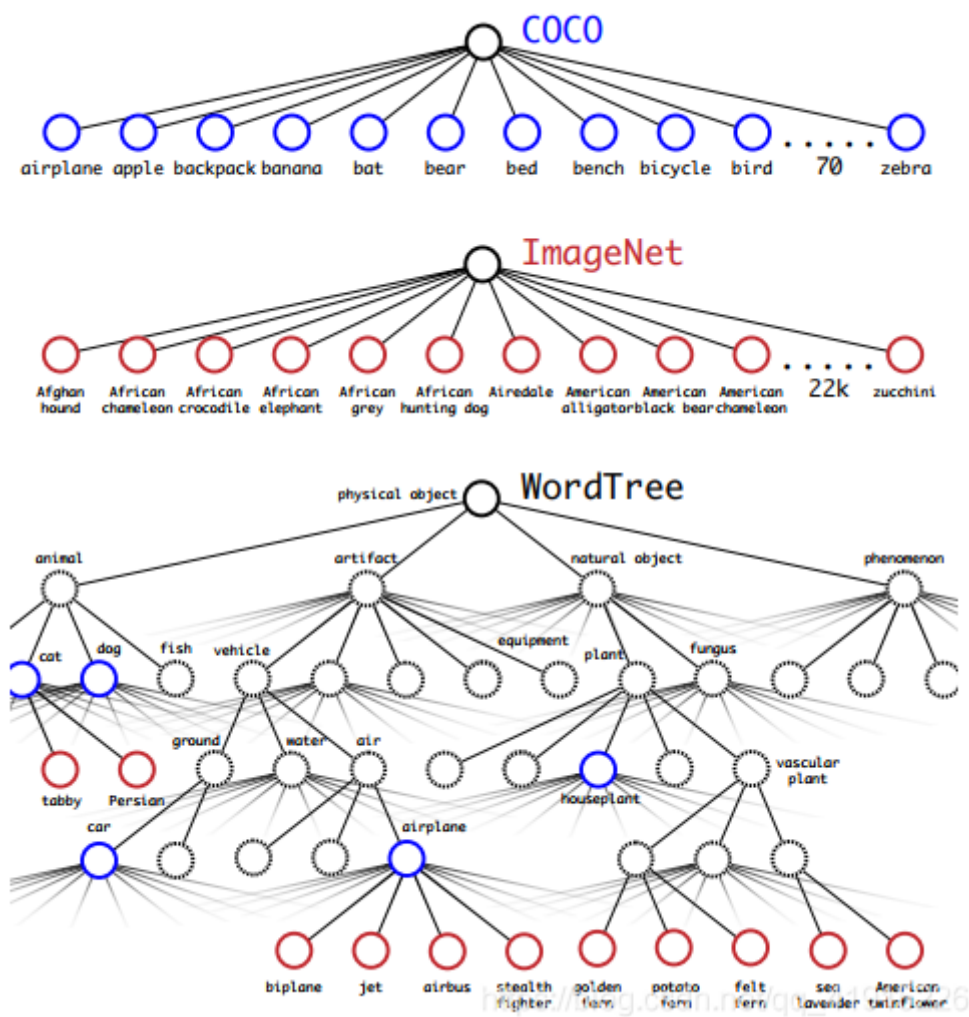 COCO
airplane apple backpack banana bat bear bed bench bicycle bird 70 zebra
ImageNet
Afghan African African African African African Airedale American American American 22k zucchini
hound chameleon crocodile elephant grey hunting dog alligator black bear chameleon
WordTree
physical object
animal artifact natural object phenomenon
cat dog fish vehicle equipment plant fungus
ground water air vascular
plant
tabby Persian houseplant
car airplane
biplane jet airbus stealth golden potato felt sea American
fighter fern fern fern lavender twinflower